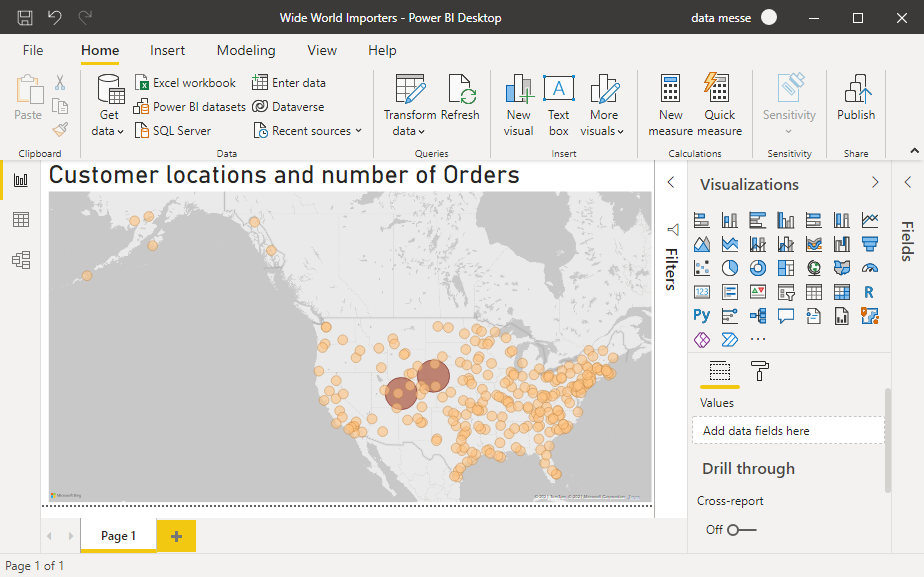 Wide World Importers - Power BI Desktop
data messe
File
Home
Insert
Modeling
View
Help
Paste
Clipboard
Get
data
Excel workbook
Power BI datasets
SQL Server
Enter data
Dataverse
Recent sources
Data
Transform
data
Refresh
Queries
New
visual
Text
box
More
visuals
Insert
New
measure
Quick
measure
Calculations
Sensitivity
Sensitivity
Publish
Share
Customer locations and number of Orders
Microsoft Bing
Filters
Visualizations
123
R
Py
Values
Add data fields here
Drill through
Cross-report
Off
Fields
Page 1
Page 1 of 1